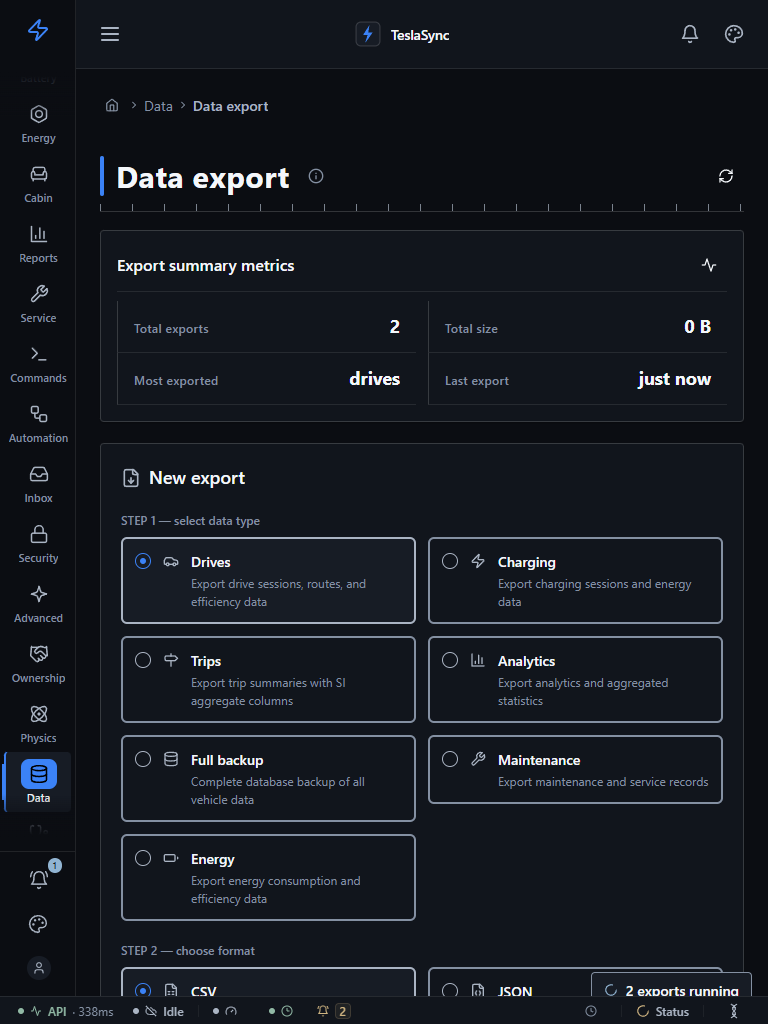 TeslaSync
Energy
Cabin
Reports
Service
Commands
Automation
Inbox
Security
Advanced
Ownership
Physics
Data
1
Data
Data export
Data export
Export summary metrics
Total exports
2
Total size
0 B
Most exported
drives
Last export
just now
New export
STEP 1 — select data type
Drives
Export drive sessions, routes, and
efficiency data
Charging
Export charging sessions and energy
data
Trips
Export trip summaries with SI
aggregate columns
Analytics
Export analytics and aggregated
statistics
Full backup
Complete database backup of all
vehicle data
Maintenance
Export maintenance and service records
Energy
Export energy consumption and
efficiency data
STEP 2 — choose format
CSV
JSON
2 exports running
API · 338ms
Idle
2
Status